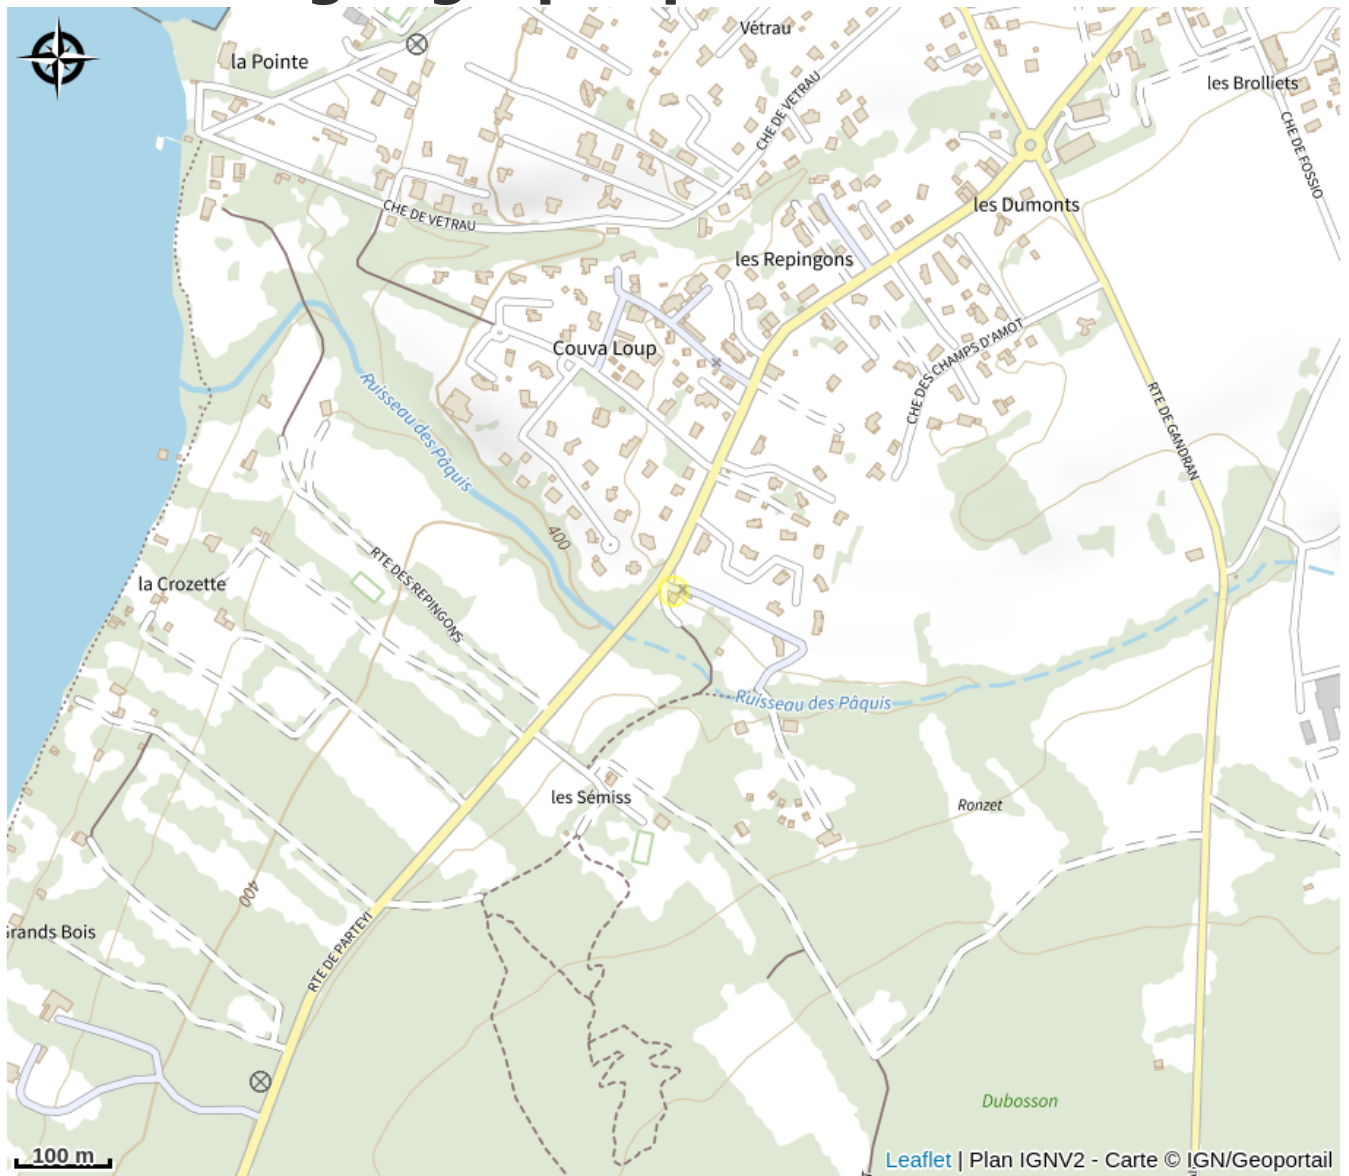 Vétrau
la Pointe
les Brolliets
CHE DE VETRAU
CHE DE FOSSIO
les Dumonts
CHE DE VETRAU
les Repingons
Couva Loup
CHE DES CHAMPS D'AMOT
Ruisseau des Pâquis
RTE DE GANDRAN
400
RTE DES REPINGONS
la Crozette
Ruisseau des Pâquis
les Sémiss
Ronzet
400
Grands Bois
RTE DE PARTEYI
Dubosson
100 m
Leaflet | Plan IGNV2 - Carte © IGN/Geoportail